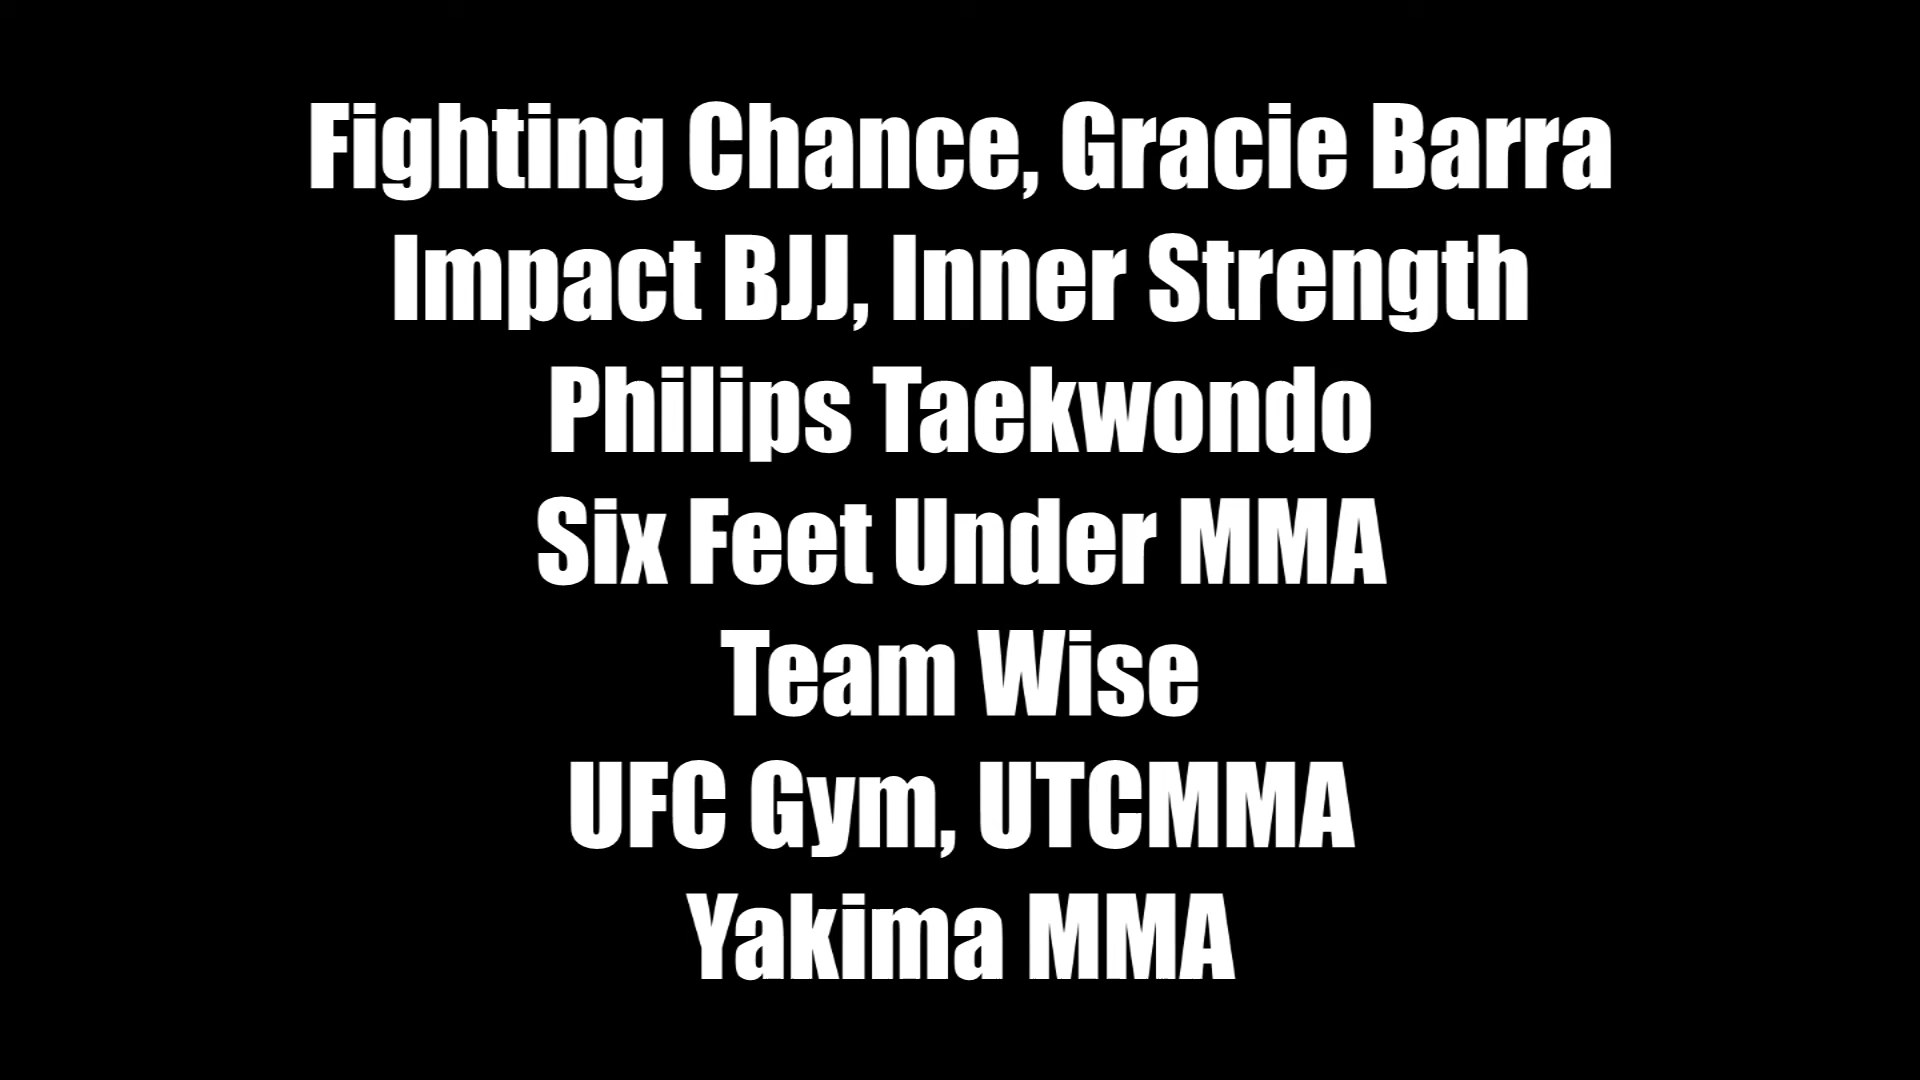 Fighting Chance, Gracie Barra
Impact BJJ, Inner Strength
Philips Taekwondo
Six Feet Under MMA
Team Wise
UFC Gym, UTCMMA
Yakima MMA